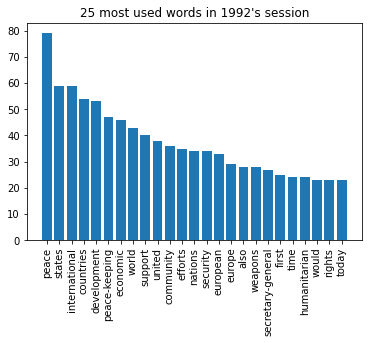 25 most used words in 1992's session
80
70
60
50
40
30
20
10
0
peace
states
international
countries
development
peace-keeping
economic
world
support
united
community
efforts
nations
security
european
europe
also
weapons
secretary-general
first
time
humanitarian
would
rights
today